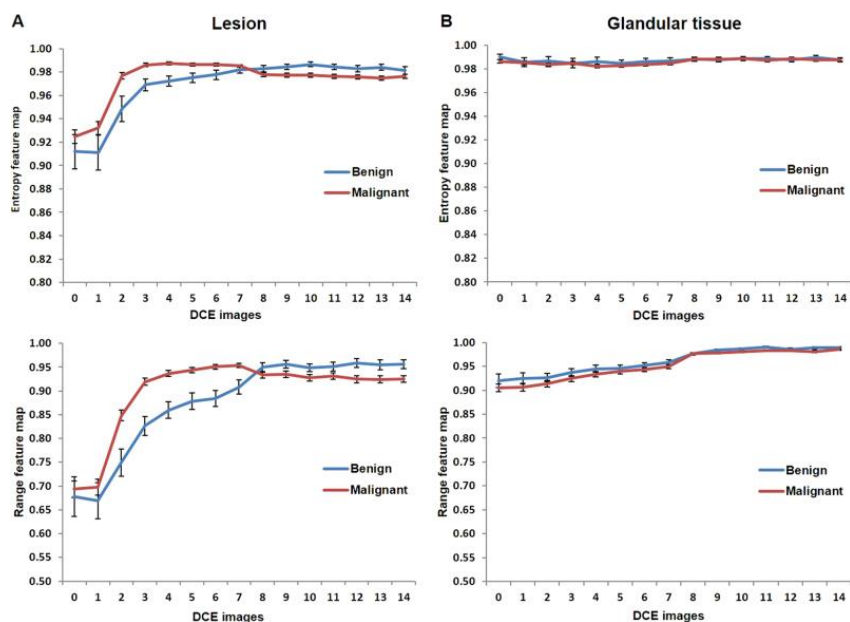 A
Lesion
1.00
0.98
0.96
0.94
0.92
0.90
0.88
0.86
0.84
0.82
0.80
Entropy feature map
Benign
Malignant
0 1 2 3 4 5 6 7 8 9 10 11 12 13 14
DCE images
B
Glandular tissue
1.00
0.98
0.96
0.94
0.92
0.90
0.88
0.86
0.84
0.82
0.80
Entropy feature map
Benign
Malignant
0 1 2 3 4 5 6 7 8 9 10 11 12 13 14
DCE images
1.00
0.95
0.90
0.85
0.80
0.75
0.70
0.65
0.60
0.55
0.50
Range feature map
Benign
Malignant
0 1 2 3 4 5 6 7 8 9 10 11 12 13 14
DCE images
1.00
0.95
0.90
0.85
0.80
0.75
0.70
0.65
0.60
0.55
0.50
Range feature map
Benign
Malignant
0 1 2 3 4 5 6 7 8 9 10 11 12 13 14
DCE images